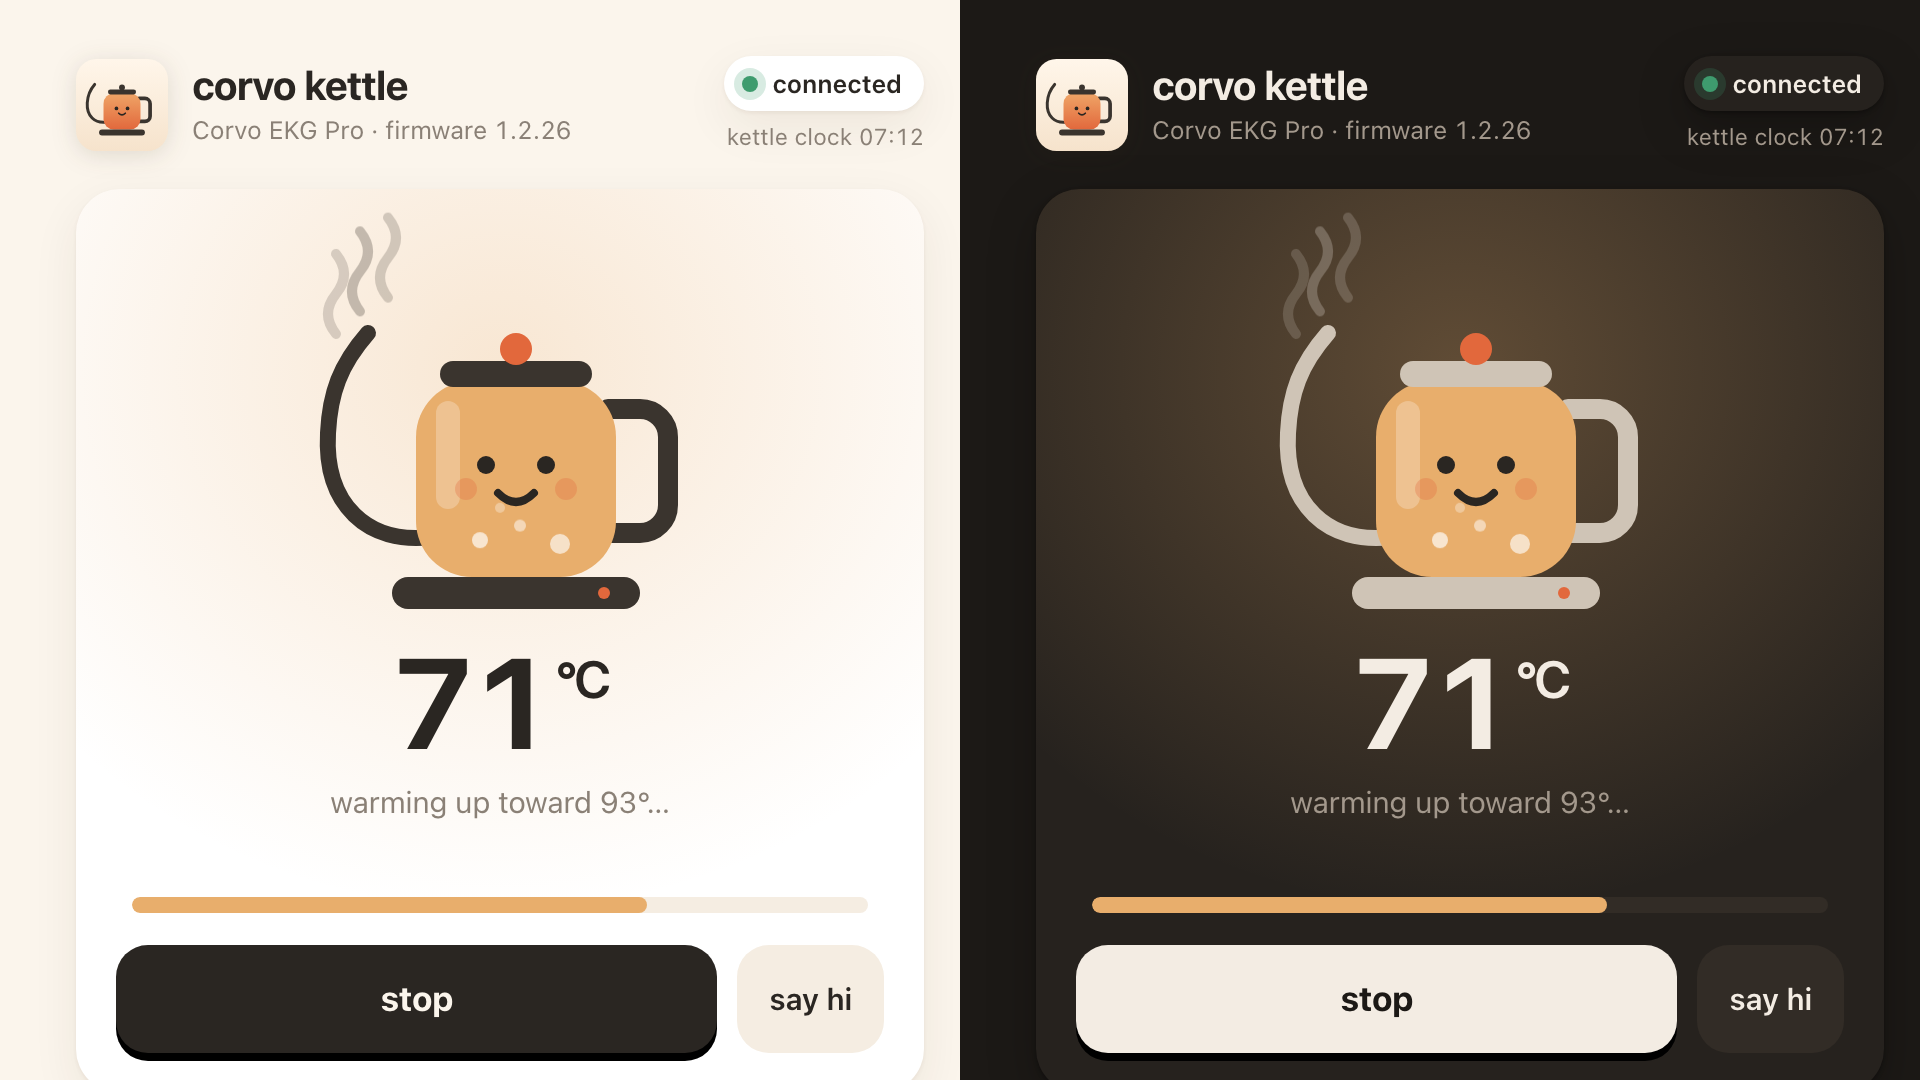 corvo kettle
Corvo EKG Pro · firmware 1.2.26
connected
kettle clock 07:12
71°C
warming up toward 93°...
stop
say hi
corvo kettle
Corvo EKG Pro · firmware 1.2.26
connected
kettle clock 07:12
71°C
warming up toward 93°...
stop
say hi